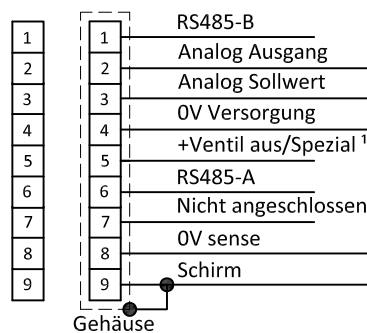 1 1 RS485-B
2 2 Analog Ausgang
3 3 Analog Sollwert
4 4 0V Versorgung
5 5 +Ventil aus/Spezial ¹
6 6 RS485-A
7 7 Nicht angeschlossen
8 8 0V sense
9 9 Schirm
Gehäuse